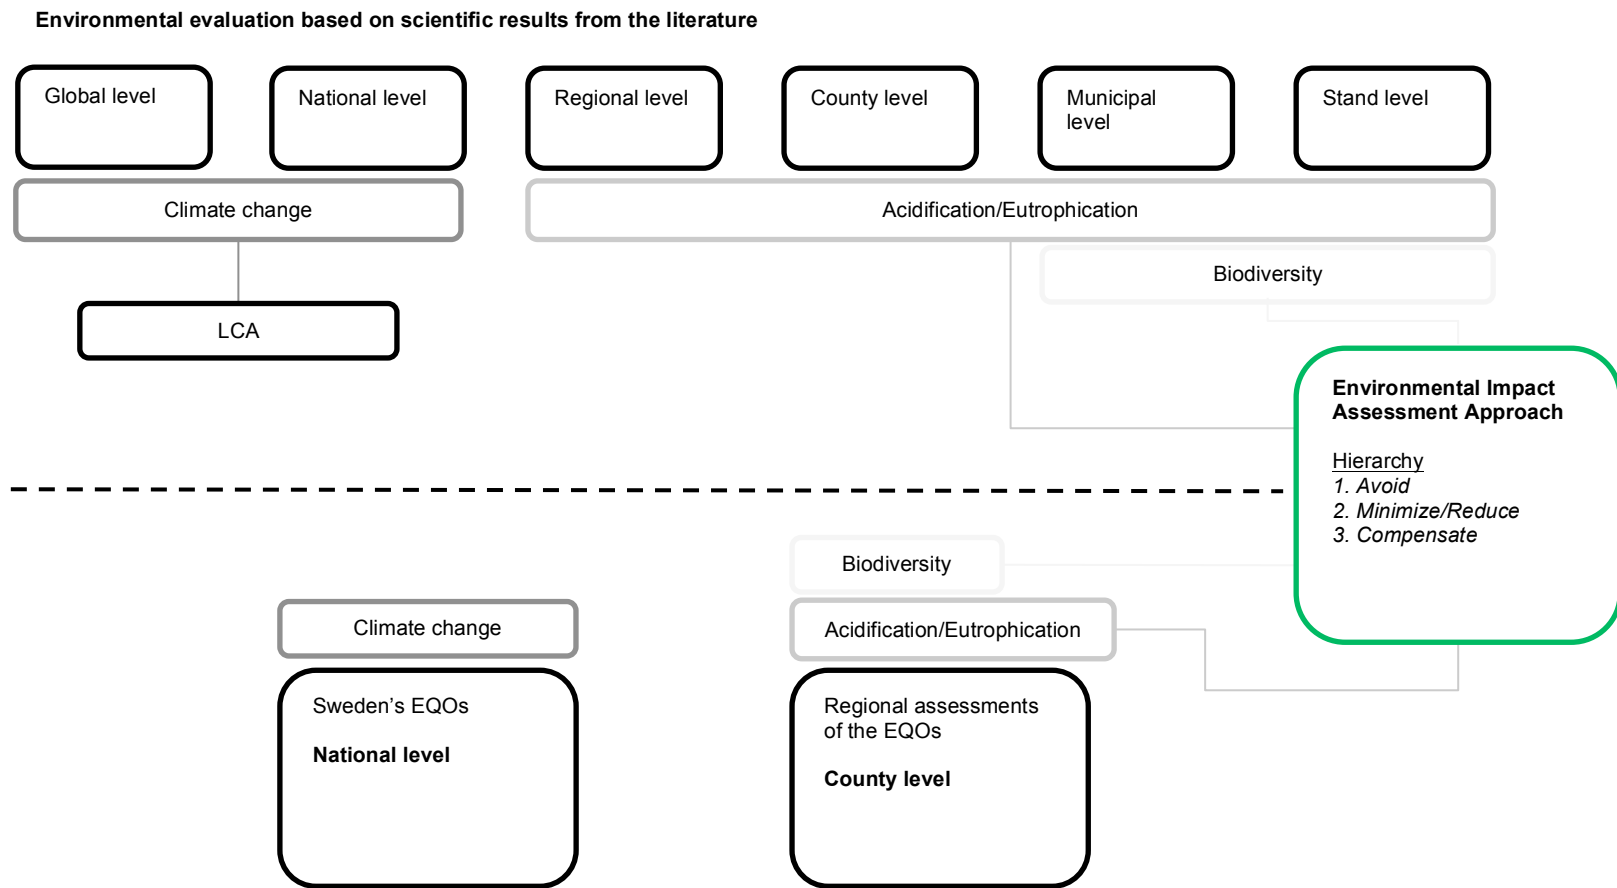 Environmental evaluation based on scientific results from the literature
Global level
National level
Regional level
County level
Municipal
level
Stand level
Climate change
Acidification/Eutrophication
Biodiversity
LCA
Environmental Impact
Assessment Approach
Hierarchy
1. Avoid
2. Minimize/Reduce
3. Compensate
Biodiversity
Climate change
Acidification/Eutrophication
Sweden’s EQOs
National level
Regional assessments
of the EQOs
County level